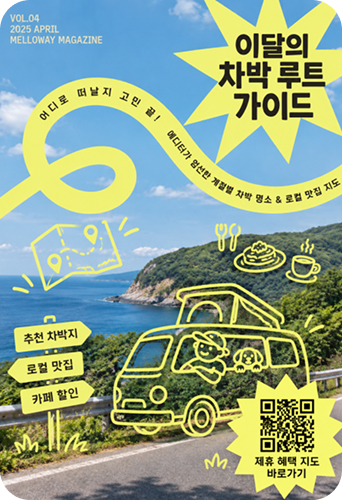 VOL.04
2025 APRIL
MELLOWAY MAGAZINE
이달의
차박 루트
가이드
어디로 떠날지 고민 끝! 에디터가 엄선한 계절별 차박 명소 & 로컬 맛집 지도
추천 차박지
로컬 맛집
카페 할인
제휴 혜택 지도
바로가기